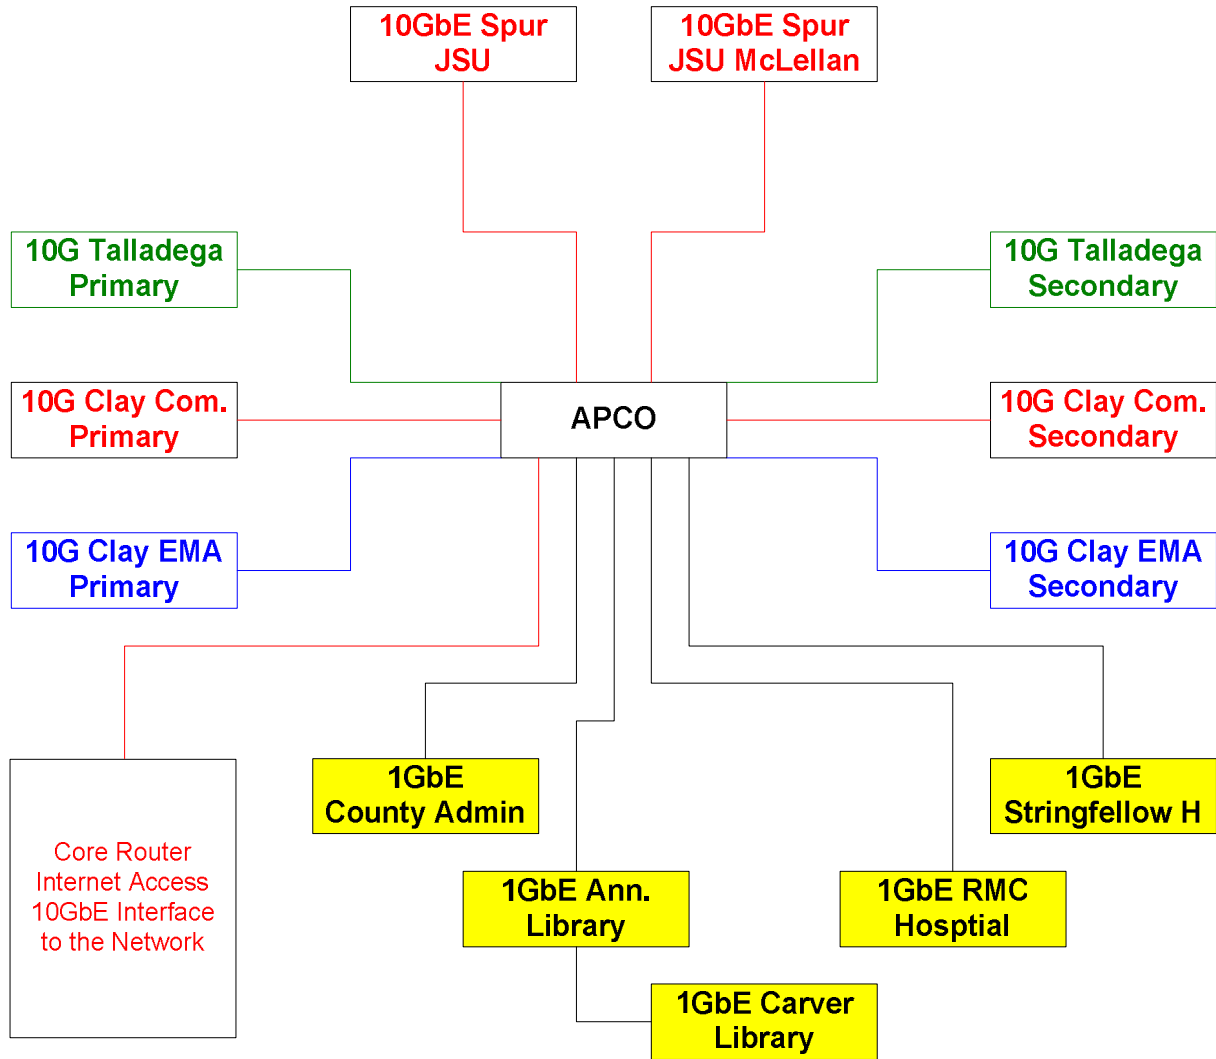 10GbE Spur
JSU
10GbE Spur
JSU McLellan
10G Talladega
Primary
10G Talladega
Secondary
10G Clay Com.
Primary
APCO
10G Clay Com.
Secondary
10G Clay EMA
Primary
10G Clay EMA
Secondary
Core Router
Internet Access
10GbE Interface
to the Network
1GbE
County Admin
1GbE
Stringfellow H
1GbE Ann.
Library
1GbE RMC
Hosptial
1GbE Carver
Library